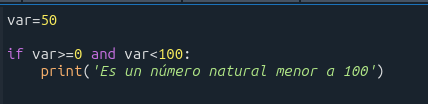 var=50
if var>=0 and var<100:
    print('Es un número natural menor a 100')